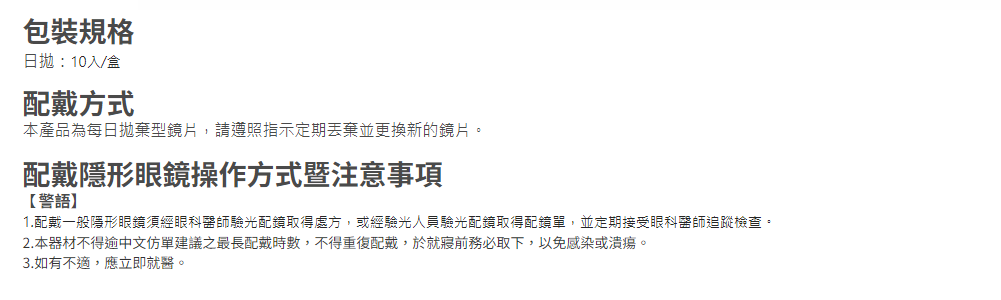 包裝規格
日拋：10入/盒
配戴方式
本產品為每日拋棄型鏡片，請遵照指示定期丟棄並更換新的鏡片。
配戴隱形眼鏡操作方式暨注意事項
【警語】
1.配戴一般隱形眼鏡須經眼科醫師驗光配鏡取得處方，或經驗光人員驗光配鏡取得配鏡單，並定期接受眼科醫師追蹤檢查。
2.本器材不得逾中文仿單建議之最長配戴時數，不得重復配戴，於就寢前務必取下，以免感染或潰瘍。
3.如有不適，應立即就醫。